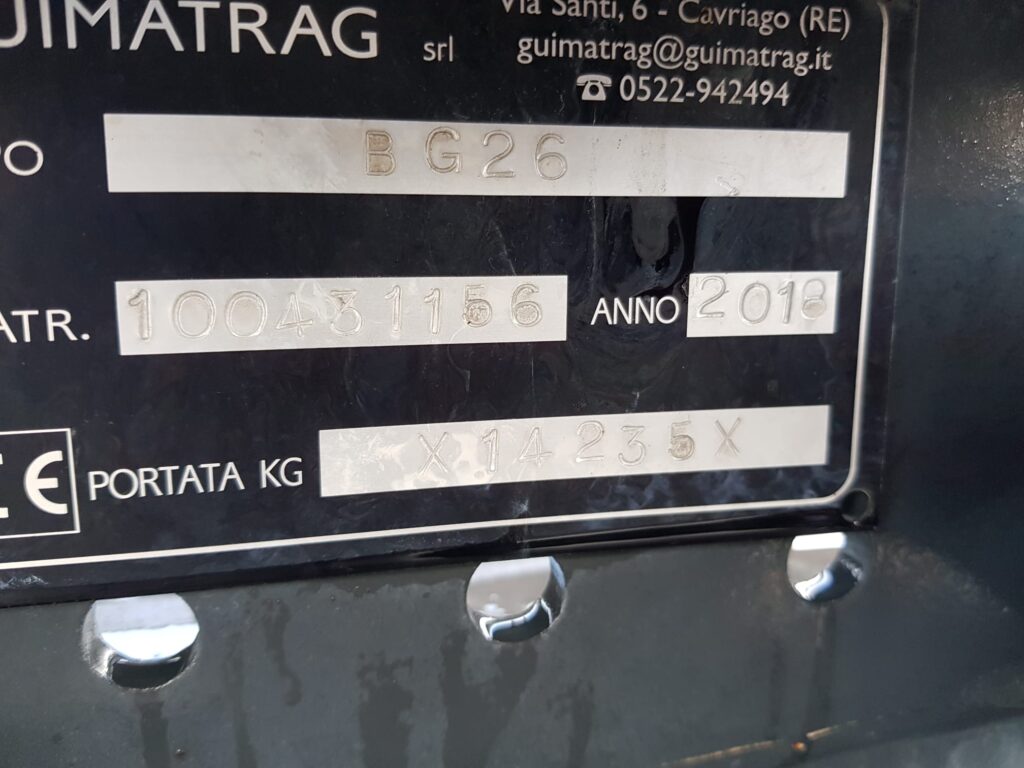 UIMATRAG srl
Via Santi, 6 - Cavriago (RE)
guimatrag@guimatrag.it
☎ 0522-942494
PO BG26
ATR. 100431156 ANNO 2018
CE PORTATA KG X14235X